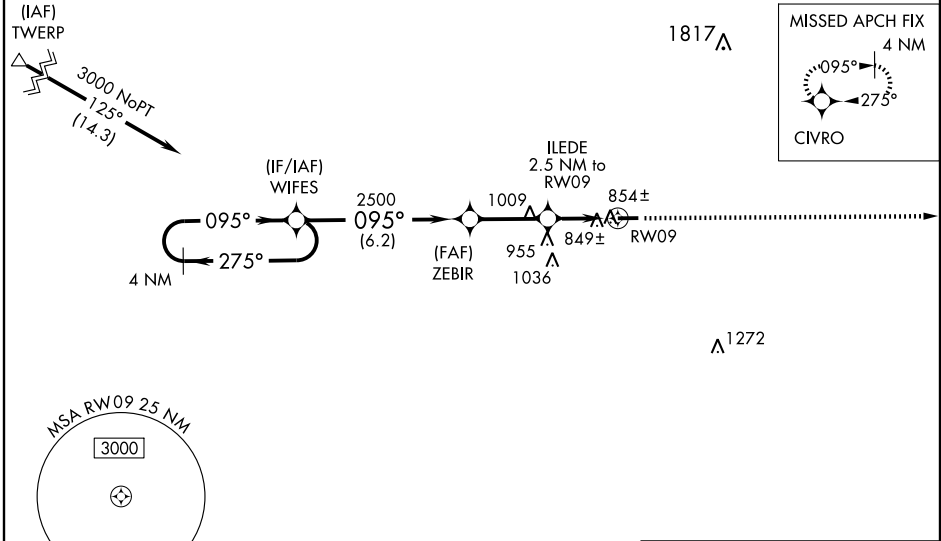 (IAF)
TWERP
3000 NoPT
125°
(14.3)
1817
MISSED APCH FIX
4 NM
095°
275°
CIVRO
(IF/IAF)
WIFES
095°
275°
4 NM
2500
095°
(6.2)
(FAF)
ZEBIR
ILEDE
2.5 NM to
RW09
1009
854±
849±
RW09
955
1036
1272
MSA RW09 25 NM
3000